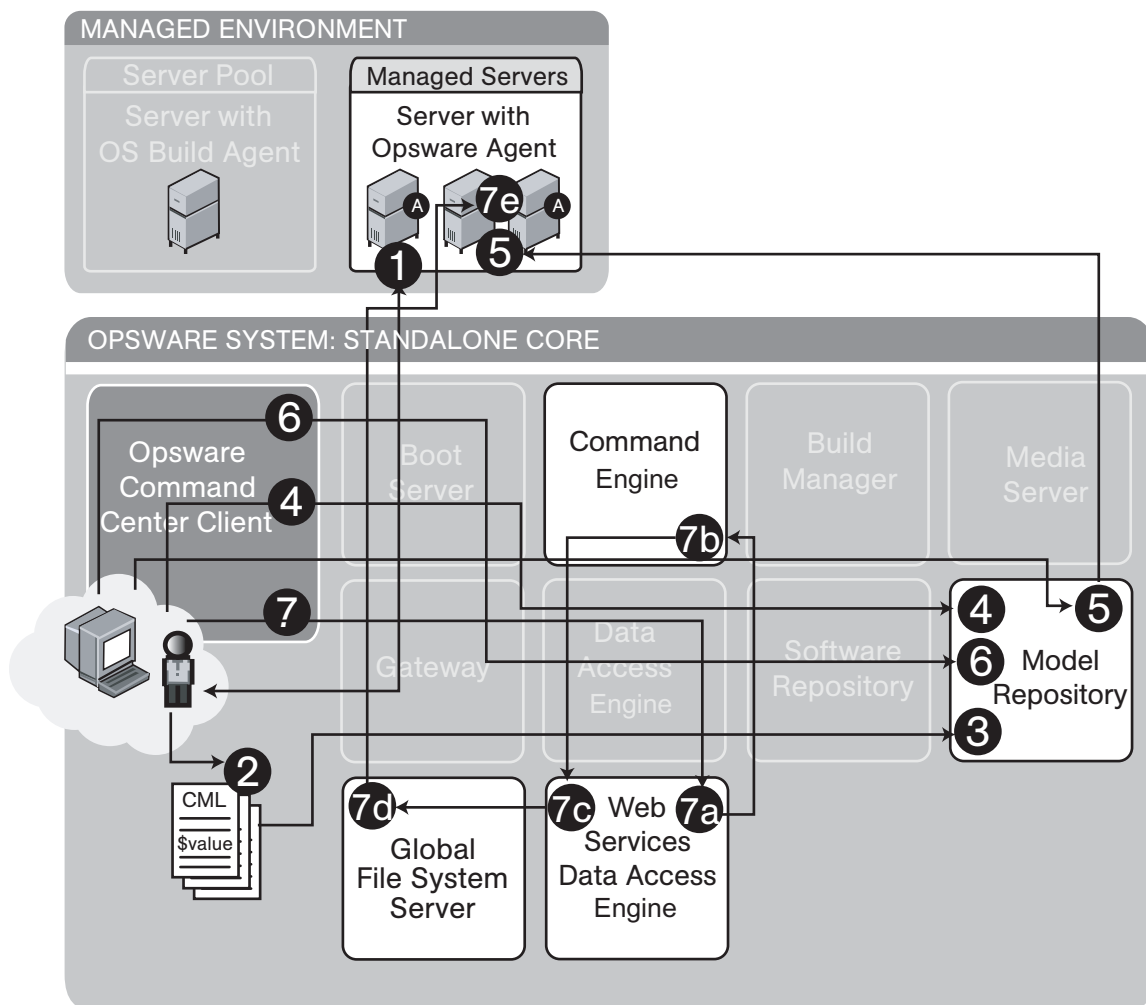 MANAGED ENVIRONMENT
Server Pool
Server with
OS Build Agent
Managed Servers
Server with
Opsware Agent
A
7e
A
1
5
OPSWARE SYSTEM: STANDALONE CORE
6
Opsware
Command
Center Client
4
7
Boot
Server
Command
Engine
7b
Build
Manager
Media
Server
Gateway
Data
Access
Engine
Software
Repository
4
5
6
Model
Repository
3
2
CML
$value
7d
Global
File System
Server
7c
Web
7a
Services
Data Access
Engine